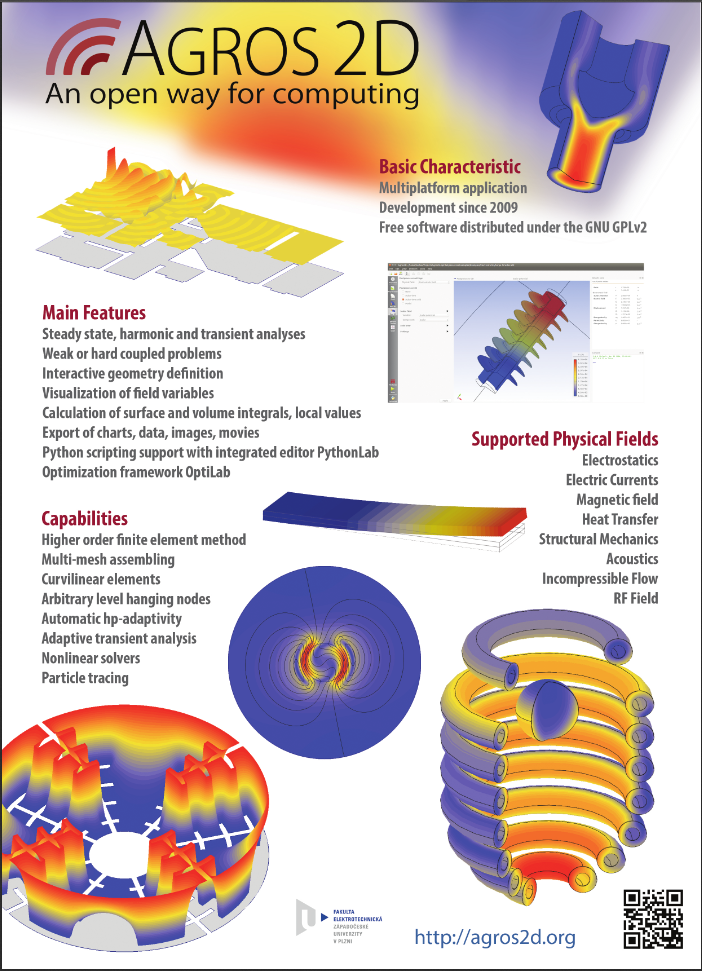 AGROS 2D
An open way for computing
Basic Characteristic
Multiplatform application
Development since 2009
Free software distributed under the GNU GPLv2
Main Features
Steady state, harmonic and transient analyses
Weak or hard coupled problems
Interactive geometry definition
Visualization of field variables
Calculation of surface and volume integrals, local values
Export of charts, data, images, movies
Python scripting support with integrated editor PythonLab
Optimization framework OptiLab
Supported Physical Fields
Electrostatics
Electric Currents
Magnetic field
Heat Transfer
Structural Mechanics
Acoustics
Incompressible Flow
RF Field
Capabilities
Higher order finite element method
Multi-mesh assembling
Curvilinear elements
Arbitrary level hanging nodes
Automatic hp-adaptivity
Adaptive transient analysis
Nonlinear solvers
Particle tracing
FAKULTA
ELEKTROTECHNICKÁ
ZÁPADOČESKÉ
UNIVERZITY
V PLZNI
http://agros2d.org